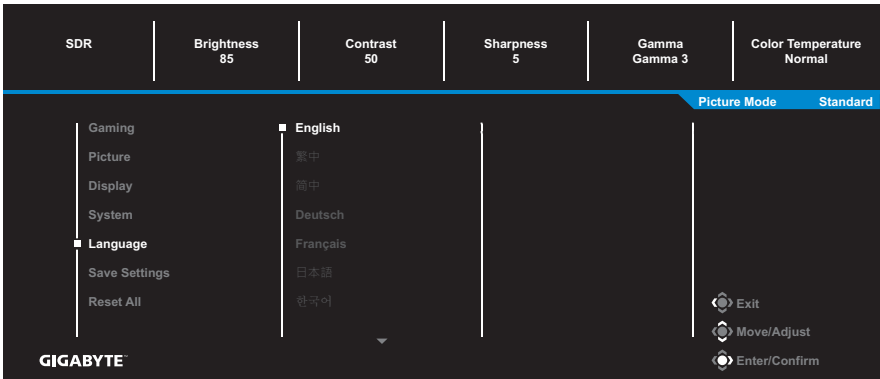 SDR
Brightness
85
Contrast
50
Sharpness
5
Gamma
Gamma 3
Color Temperature
Normal
Picture Mode Standard
Gaming
Picture
Display
System
Language
Save Settings
Reset All
English
繁中
簡中
Deutsch
Français
日本語
한국어
Exit
Move/Adjust
Enter/Confirm
GIGABYTE™